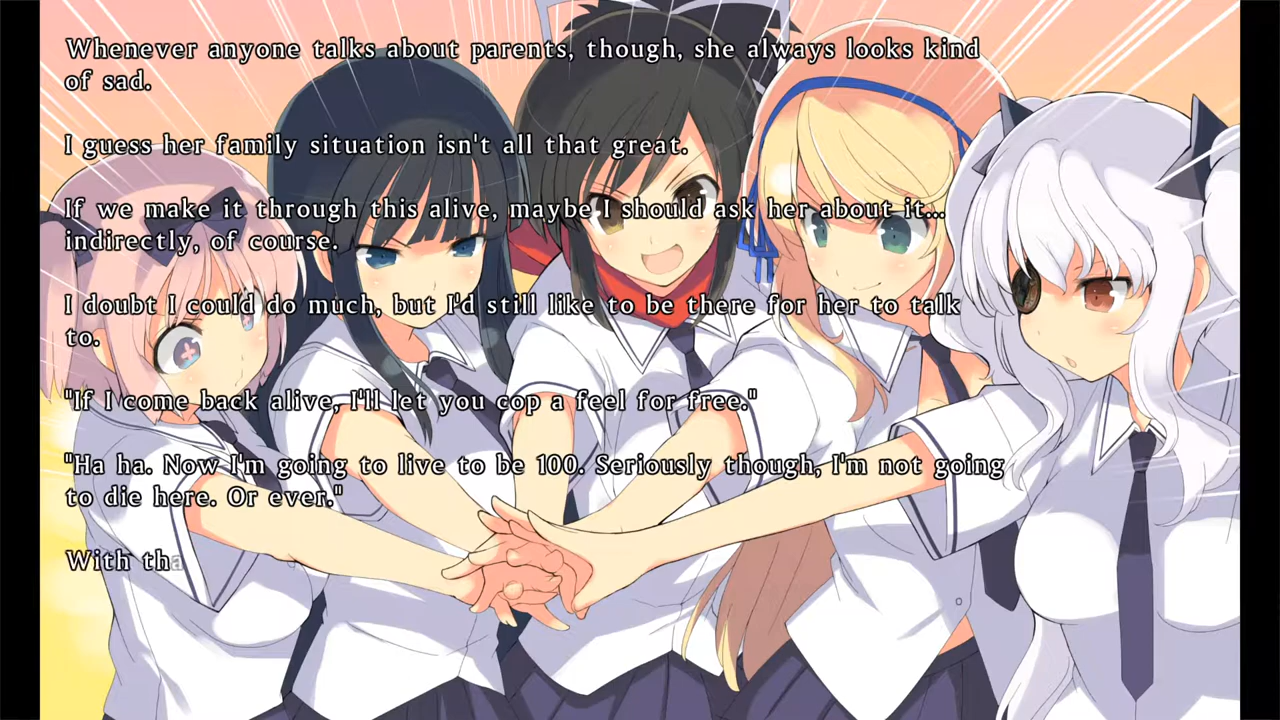 Whenever anyone talks about parents, though, she always looks kind
of sad.
I guess her family situation isn't all that great.
If we make it through this alive, maybe I should ask her about it...
indirectly, of course.
I doubt I could do much, but I'd still like to be there for her to talk
to.
"If I come back alive, I'll let you cop a feel for free."
"Ha ha. Now I'm going to live to be 100. Seriously though, I'm not going
to die here. Or ever."
With tha